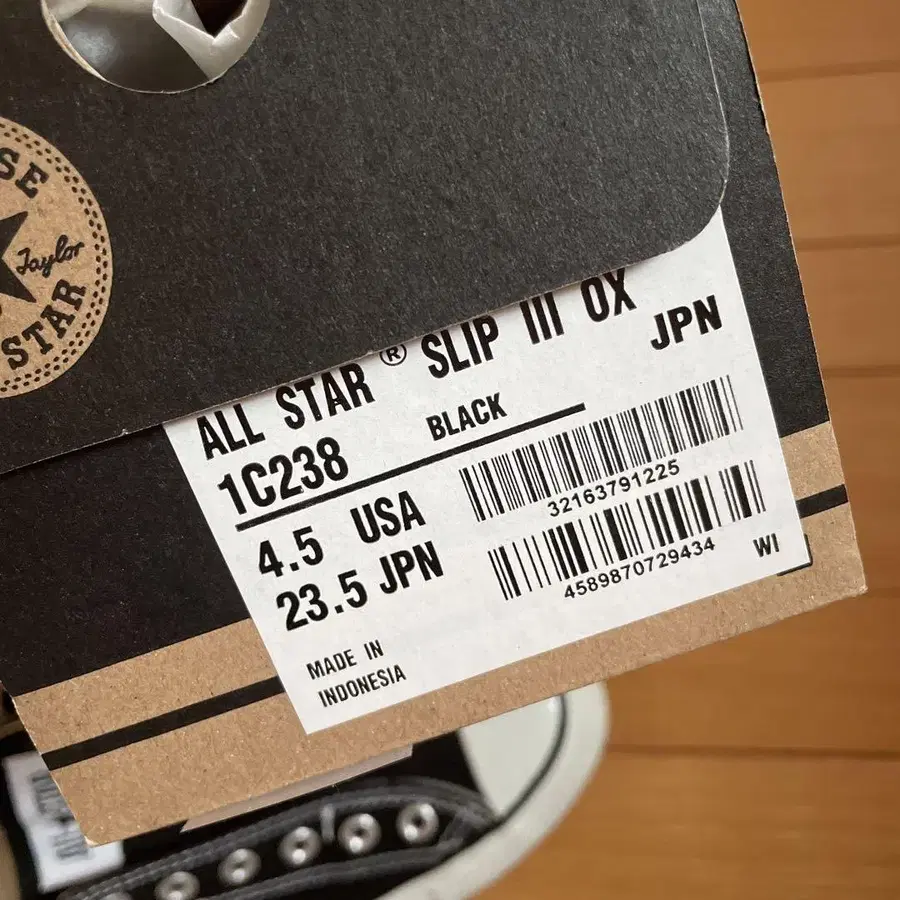 SE
Taylor
STAR
ALL STAR® SLIP III OX
JPN
1C238 BLACK
32163791225
4.5 USA
23.5 JPN
4589870729434
WI
MADE IN
INDONESIA